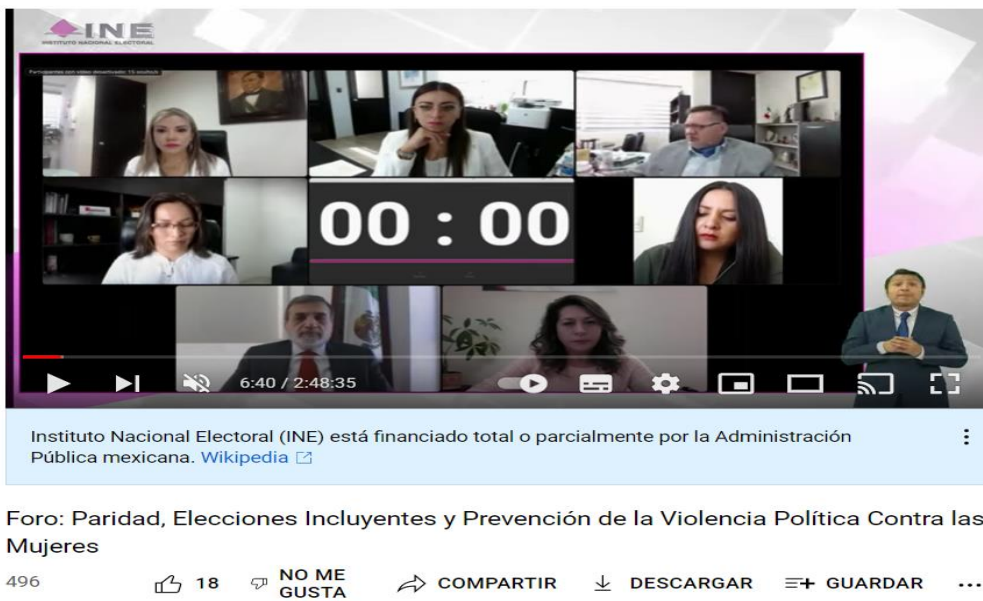 INE
INSTITUTO NACIONAL ELECTORAL
00 : 00
6:40 / 2:48:35
Instituto Nacional Electoral (INE) está financiado total o parcialmente por la Administración
Pública mexicana. Wikipedia
Foro: Paridad, Elecciones Incluyentes y Prevención de la Violencia Política Contra las
Mujeres
496
18
NO ME
GUSTA
COMPARTIR
DESCARGAR
GUARDAR